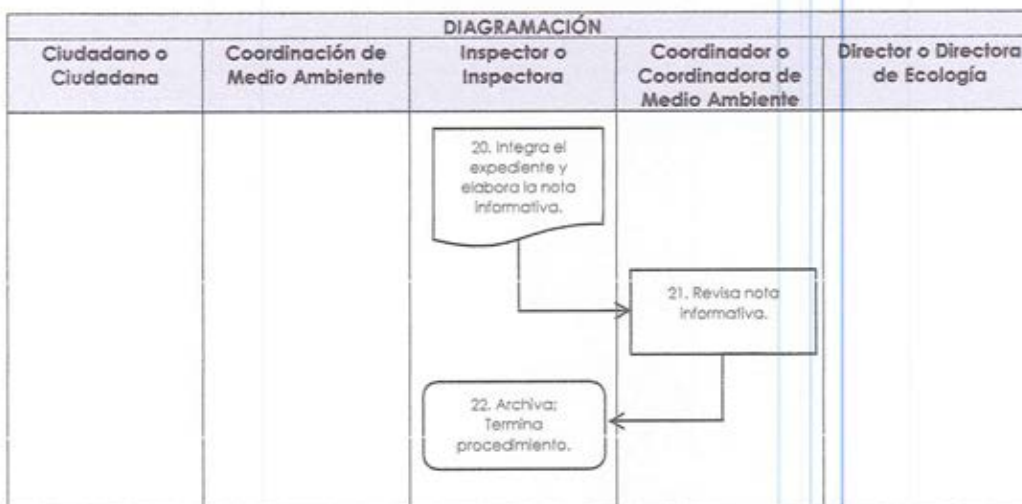 DIAGRAMACIÓN
Ciudadano o
Ciudadana
Coordinación de
Medio Ambiente
Inspector o
Inspectora
Coordinador o
Coordinadora de
Medio Ambiente
Director o Directora
de Ecología
20. Integra el
expediente y
elabora la nota
informativa.
21. Revisa nota
informativa.
22. Archiva;
Termina
procedimiento.